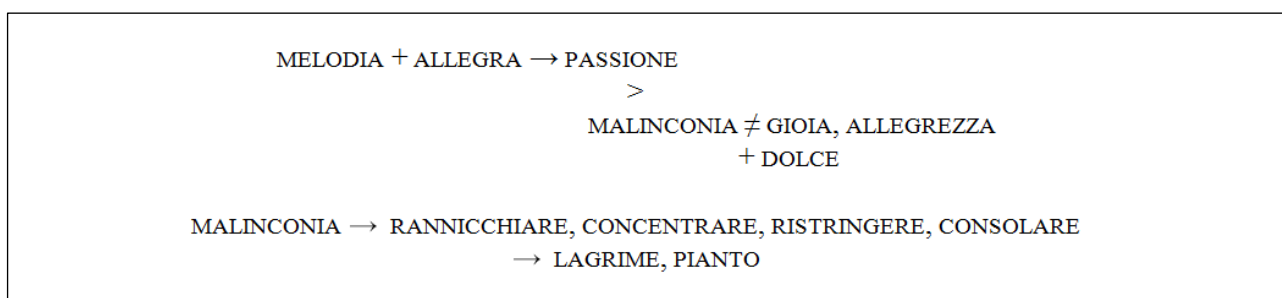 MELODIA + ALLEGRA → PASSIONE
>
MALINCONIA ≠ GIOIA, ALLEGREZZA
+ DOLCE
MALINCONIA → RANNICCHIARE, CONCENTRARE, RISTRINGERE, CONSOLARE
→ LAGRIME, PIANTO